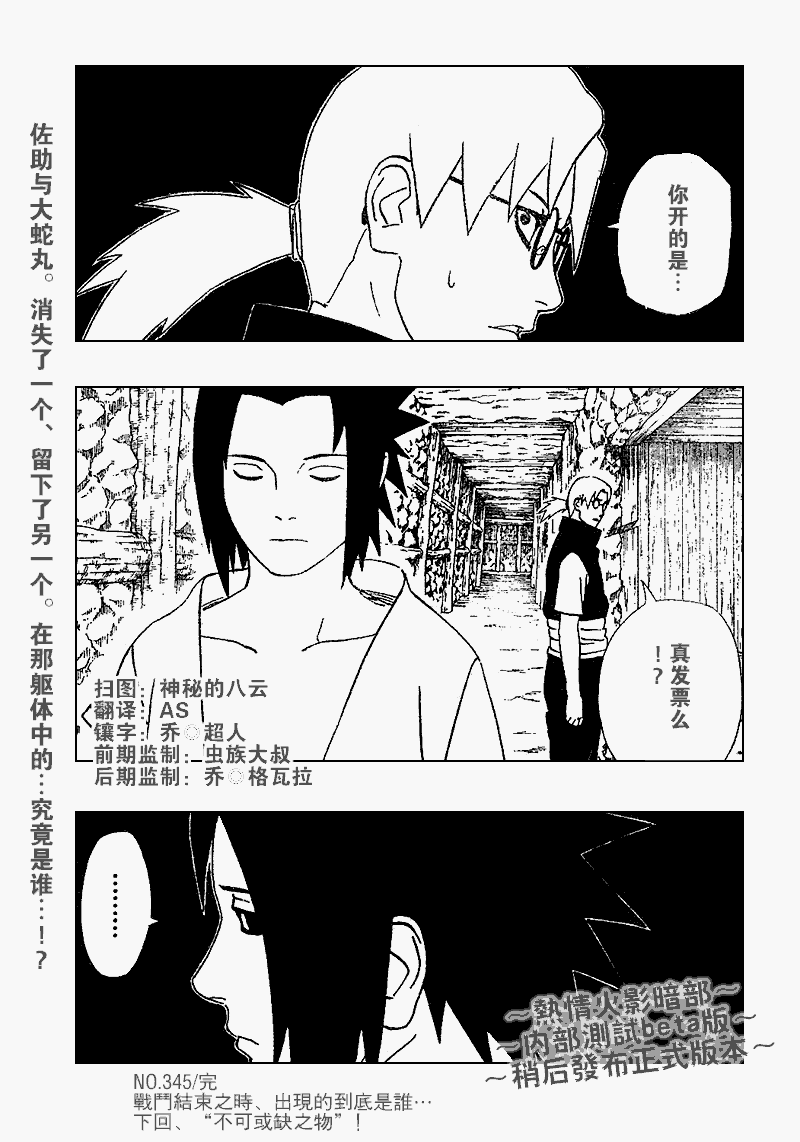 佐助与大蛇丸。消失了一个、留下了另一个。在那躯体中的…究竟是谁…！？
你开的是…
真发票么
！？
扫图：神秘的八云
翻译：AS
镶字：乔◌超人
前期监制：虫族大叔
后期监制：乔◌格瓦拉
………
～熱情火影暗部～
～内部測試beta版～
～稍后發布正式版本～
NO.345/完
戰鬥結束之時、出現的到底是誰…
下回、“不可或缺之物”！